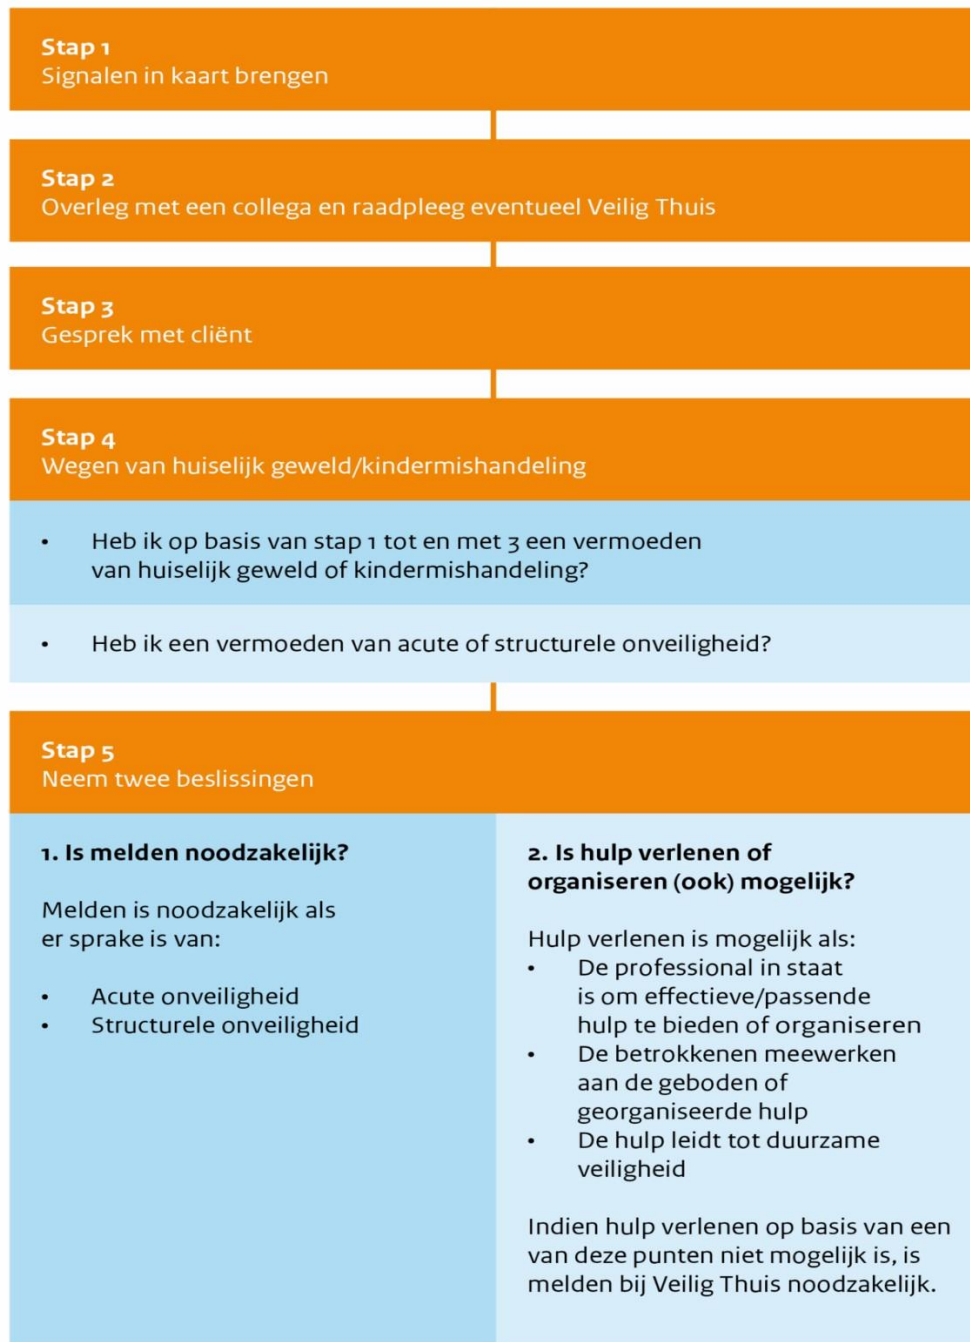 Stap 1
Signalen in kaart brengen
Stap 2
Overleg met een collega en raadpleeg eventueel Veilig Thuis
Stap 3
Gesprek met cliënt
Stap 4
Wegen van huiselijk geweld/kindermishandeling
• Heb ik op basis van stap 1 tot en met 3 een vermoeden
van huiselijk geweld of kindermishandeling?
• Heb ik een vermoeden van acute of structurele onveiligheid?
Stap 5
Neem twee beslissingen
1. Is melden noodzakelijk?
Melden is noodzakelijk als
er sprake is van:
• Acute onveiligheid
• Structurele onveiligheid
2. Is hulp verlenen of
organiseren (ook) mogelijk?
Hulp verlenen is mogelijk als:
• De professional in staat
is om effectieve/passende
hulp te bieden of organiseren
• De betrokkenen meewerken
aan de geboden of
georganiseerde hulp
• De hulp leidt tot duurzame
veiligheid
Indien hulp verlenen op basis van een
van deze punten niet mogelijk is, is
melden bij Veilig Thuis noodzakelijk.